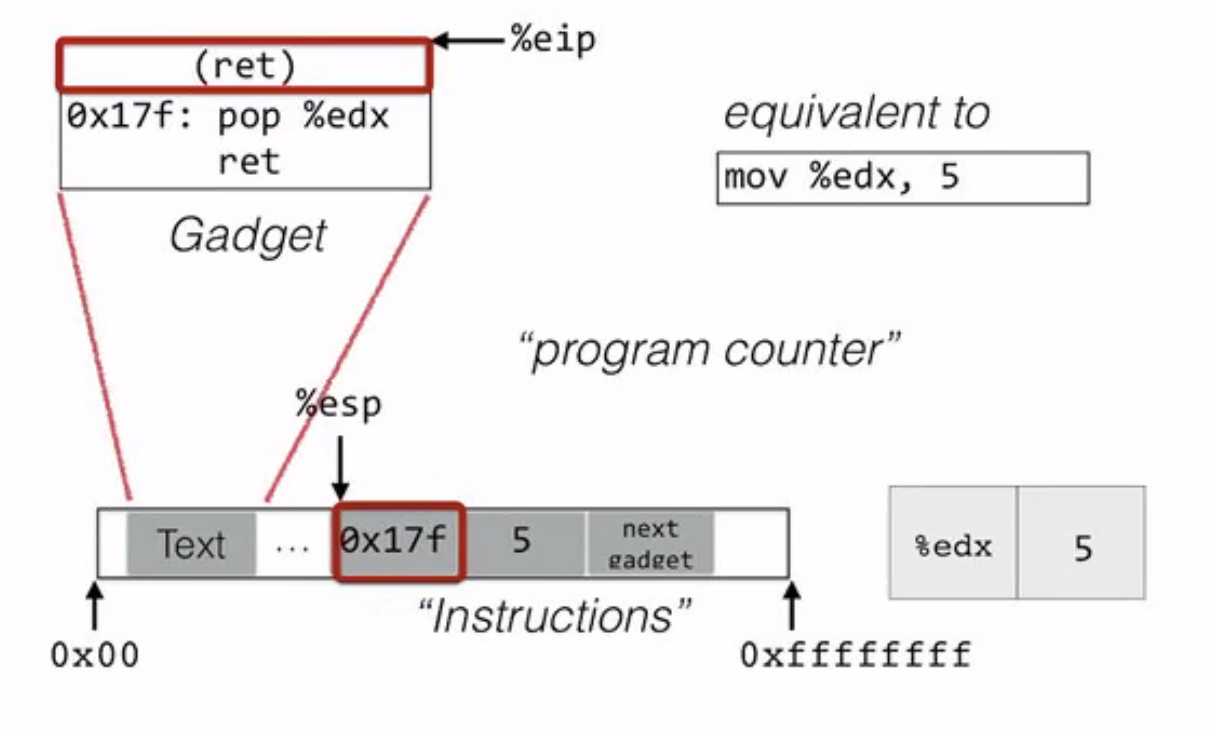 %eip
(ret)
0x17f: pop %edx
ret
equivalent to
mov %edx, 5
Gadget
“program counter”
%esp
Text ... 0x17f 5 next gadget
%edx 5
“Instructions”
0x00
0xffffffff